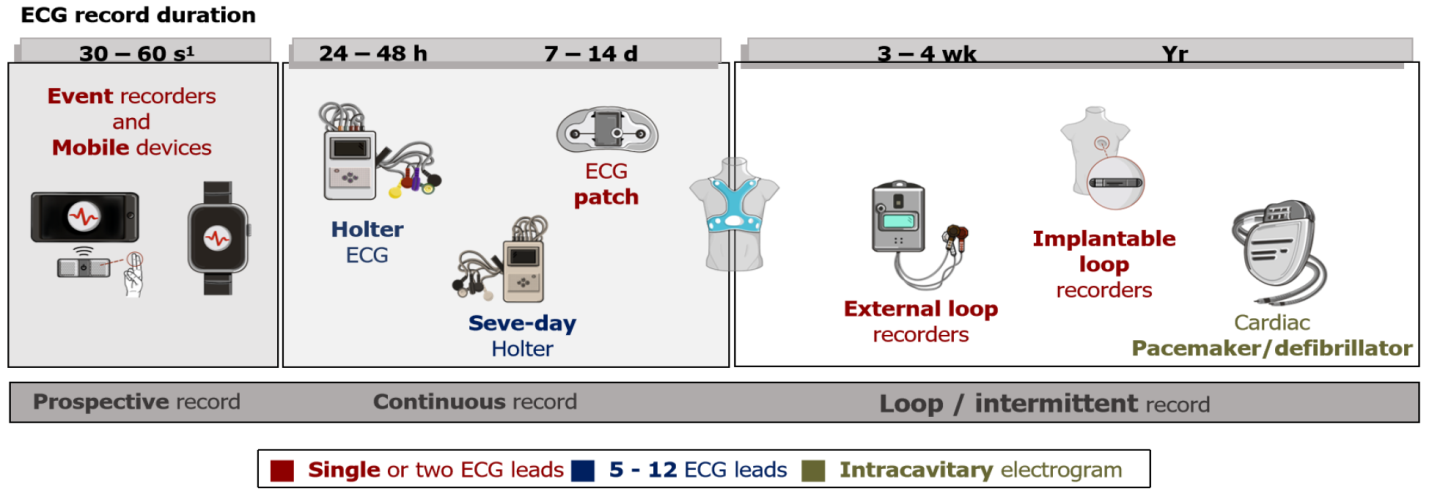 ECG record duration
30 – 60 s¹
24 – 48 h
7 – 14 d
3 – 4 wk
Yr
Event recorders
and
Mobile devices
Holter
ECG
ECG
patch
Seve-day
Holter
External loop
recorders
Implantable
loop
recorders
Cardiac
Pacemaker/defibrillator
Prospective record
Continuous record
Loop / intermittent record
Single or two ECG leads
5 - 12 ECG leads
Intracavitary electrogram